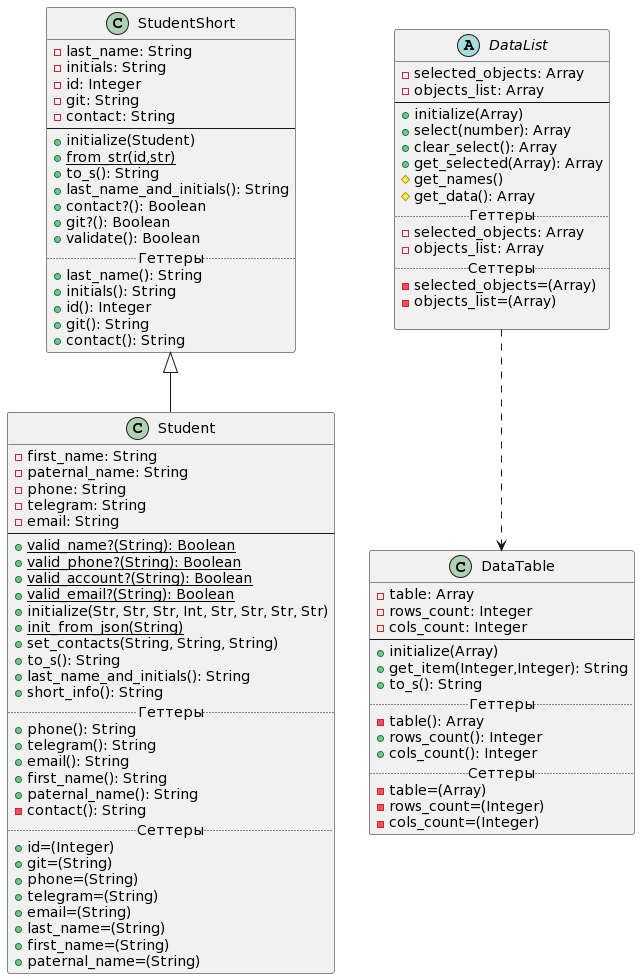 StudentShort
last_name: String
initials: String
id: Integer
git: String
contact: String
initialize(Student)
from_str(id,str)
to_s(): String
last_name_and_initials(): String
contact?(): Boolean
git?(): Boolean
validate(): Boolean
Геттеры
last_name(): String
initials(): String
id(): Integer
git(): String
contact(): String
DataList
selected_objects: Array
objects_list: Array
initialize(Array)
select(number): Array
clear_select(): Array
get_selected(Array): Array
get_names()
get_data(): Array
Геттеры
selected_objects: Array
objects_list: Array
Сеттеры
selected_objects=(Array)
objects_list=(Array)
Student
first_name: String
paternal_name: String
phone: String
telegram: String
email: String
valid_name?(String): Boolean
valid_phone?(String): Boolean
valid_account?(String): Boolean
valid_email?(String): Boolean
initialize(Str, Str, Str, Int, Str, Str, Str, Str)
init_from_json(String)
set_contacts(String, String, String)
to_s(): String
last_name_and_initials(): String
short_info(): String
Геттеры
phone(): String
telegram(): String
email(): String
first_name(): String
paternal_name(): String
contact(): String
Сеттеры
id=(Integer)
git=(String)
phone=(String)
telegram=(String)
email=(String)
last_name=(String)
first_name=(String)
paternal_name=(String)
DataTable
table: Array
rows_count: Integer
cols_count: Integer
initialize(Array)
get_item(Integer,Integer): String
to_s(): String
Геттеры
table(): Array
rows_count(): Integer
cols_count(): Integer
Сеттеры
table=(Array)
rows_count=(Integer)
cols_count=(Integer)